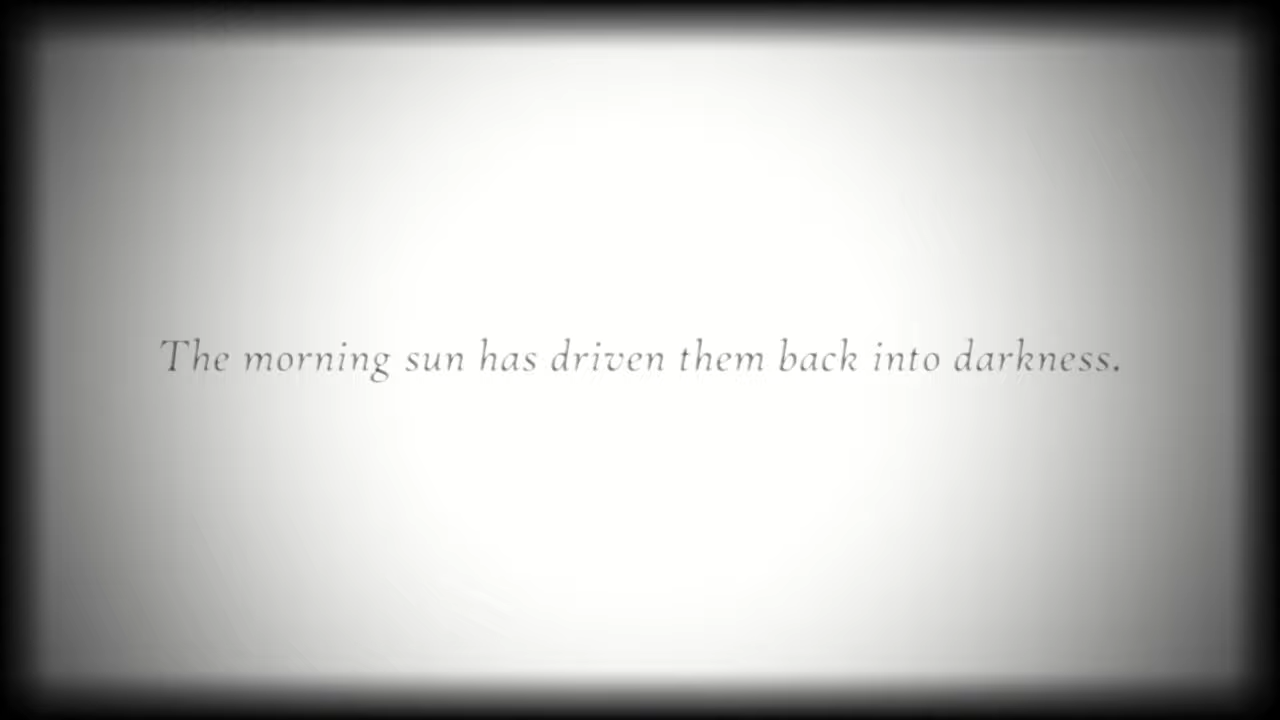 The morning sun has driven them back into darkness.